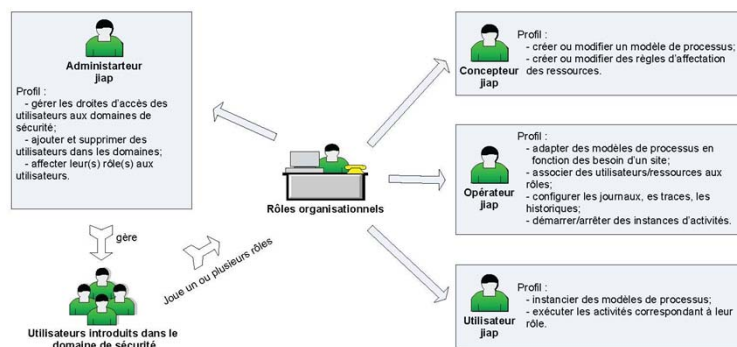 Administarteur
jiap
Profil :
- gérer les droites d'accès des
utilisateurs aux domaines de
sécurité;
- ajouter et supprimer des
utilisateurs dans les domaines;
- affecter leur(s) rôle(s) aux
utilisateurs.
gère
Utilisateurs introduits dans le
domaine de sécurité
Joue un ou plusieurs rôles
Rôles organisationnels
Concepteur
jiap
Profil :
- créer ou modifier un modèle de processus;
- créer ou modifier des règles d'affectation
des ressources.
Opérateur
jiap
Profil :
- adapter des modèles de processus en
fonction des besoin d'un site;
- associer des utilisateurs/ressources aux
rôles;
- configurer les journaux, es traces, les
historiques;
- démarrer/arrêter des instances d'activités.
Utilisateur
jiap
Profil :
- instancier des modèles de processus;
- exécuter les activités correspondant à leur
rôle.